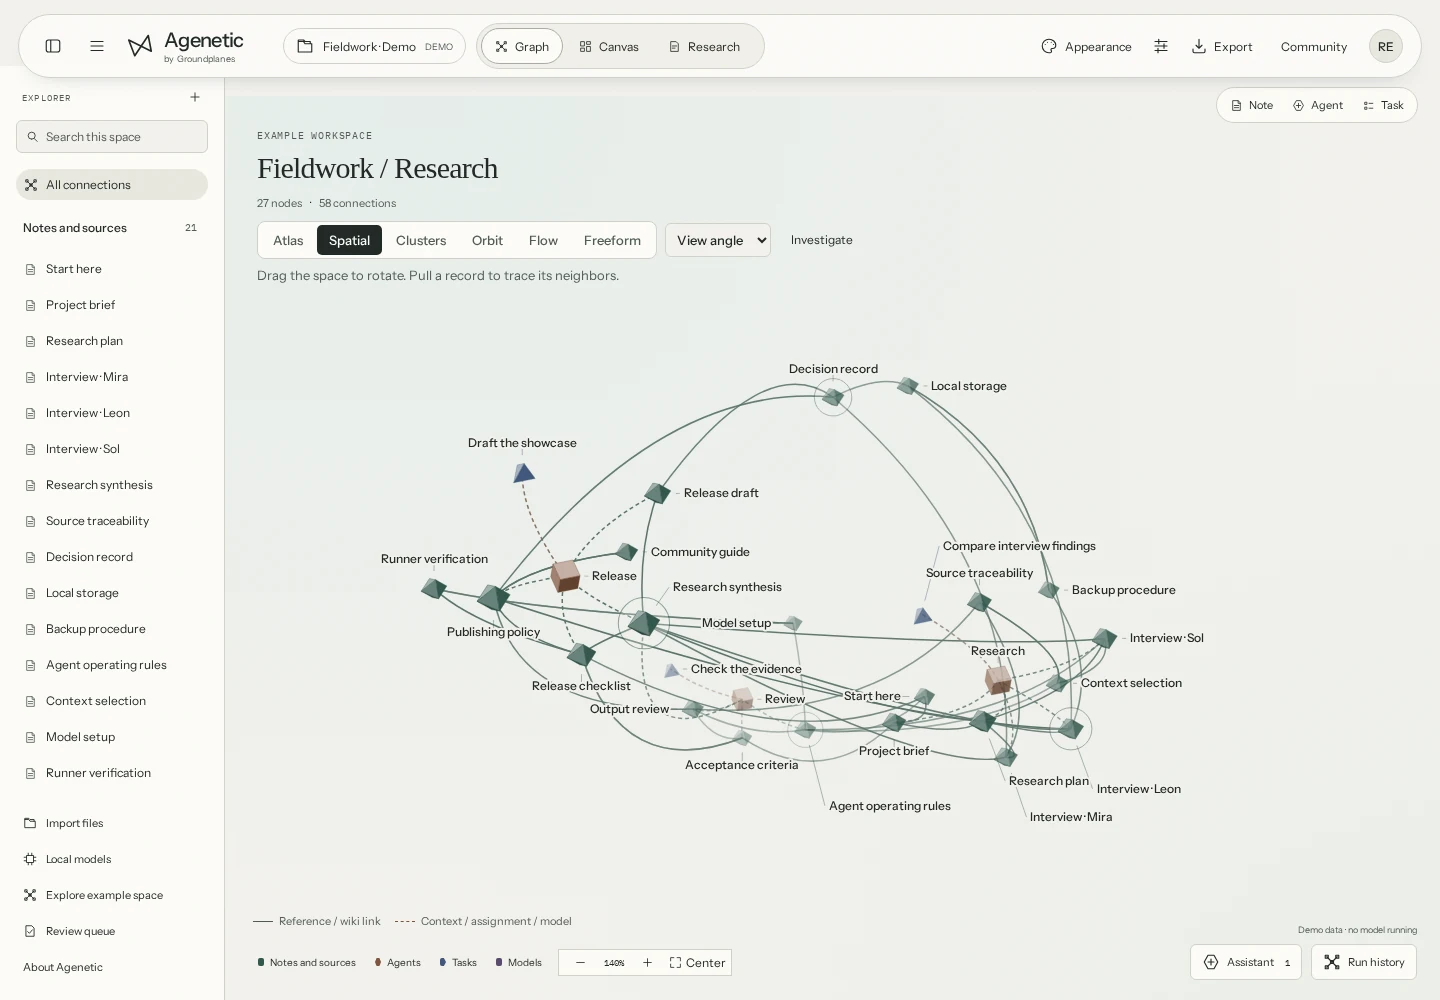 Agenetic
by Groundplanes
Fieldwork·Demo DEMO
Graph
Canvas
Research
Appearance
Export
Community
RE
EXPLORER
Search this space
All connections
Notes and sources 21
Start here
Project brief
Research plan
Interview·Mira
Interview·Leon
Interview·Sol
Research synthesis
Source traceability
Decision record
Local storage
Backup procedure
Agent operating rules
Context selection
Model setup
Runner verification
Import files
Local models
Explore example space
Review queue
About Agenetic
Note
Agent
Task
EXAMPLE WORKSPACE
Fieldwork / Research
27 nodes · 58 connections
Atlas
Spatial
Clusters
Orbit
Flow
Freeform
View angle
Investigate
Drag the space to rotate. Pull a record to trace its neighbors.
Decision record
Local storage
Draft the showcase
Release draft
Compare interview findings
Community guide
Runner verification
Source traceability
Release
Research synthesis
Backup procedure
Model setup
Publishing policy
Interview·Sol
Research
Check the evidence
Release checklist
Context selection
Review
Start here
Output review
Project brief
Acceptance criteria
Research plan
Interview·Leon
Agent operating rules
Interview·Mira
Reference / wiki link
Context / assignment / model
Notes and sources
Agents
Tasks
Models
− 140% +
Center
Demo data · no model running
Assistant 1
Run history